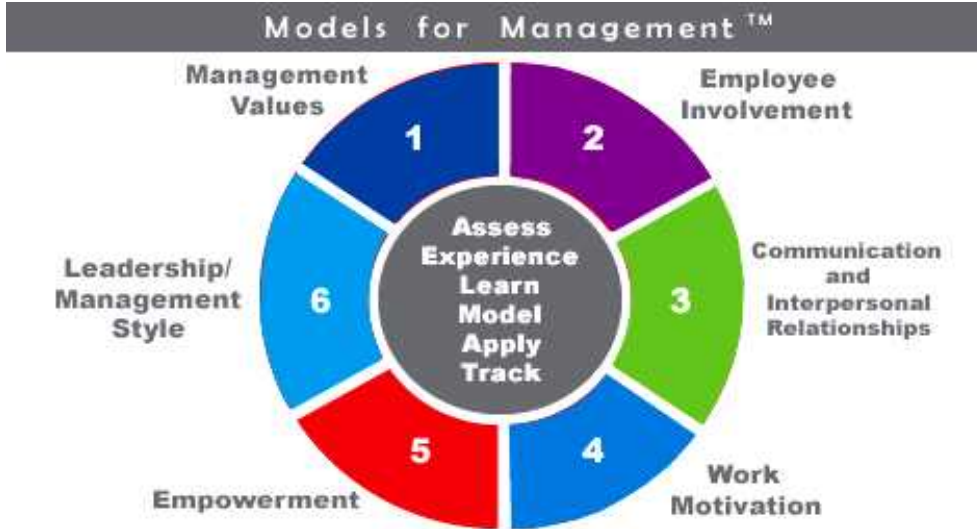 Models for Management™
Management
Values
1
2
Employee
Involvement
Communication
and
Interpersonal
Relationships
3
Work
Motivation
4
5
Empowerment
Leadership/
Management
Style
6
Assess
Experience
Learn
Model
Apply
Track